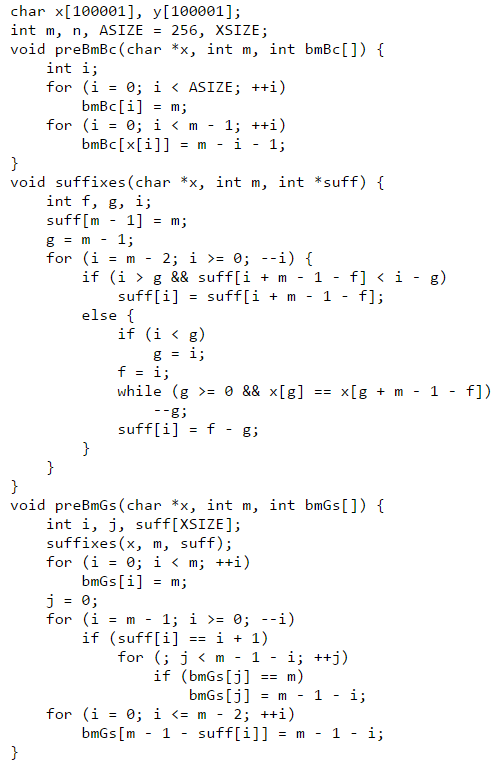 char x[100001], y[100001];
int m, n, ASIZE = 256, XSIZE;
void preBmBc(char *x, int m, int bmBc[]) {
    int i;
    for (i = 0; i < ASIZE; ++i)
        bmBc[i] = m;
    for (i = 0; i < m - 1; ++i)
        bmBc[x[i]] = m - i - 1;
}
void suffixes(char *x, int m, int *suff) {
    int f, g, i;
    suff[m - 1] = m;
    g = m - 1;
    for (i = m - 2; i >= 0; --i) {
        if (i > g && suff[i + m - 1 - f] < i - g)
            suff[i] = suff[i + m - 1 - f];
        else {
            if (i < g)
                g = i;
            f = i;
            while (g >= 0 && x[g] == x[g + m - 1 - f])
                --g;
            suff[i] = f - g;
        }
    }
}
void preBmGs(char *x, int m, int bmGs[]) {
    int i, j, suff[XSIZE];
    suffixes(x, m, suff);
    for (i = 0; i < m; ++i)
        bmGs[i] = m;
    j = 0;
    for (i = m - 1; i >= 0; --i)
        if (suff[i] == i + 1)
            for (; j < m - 1 - i; ++j)
                if (bmGs[j] == m)
                    bmGs[j] = m - 1 - i;
    for (i = 0; i <= m - 2; ++i)
        bmGs[m - 1 - suff[i]] = m - 1 - i;
}